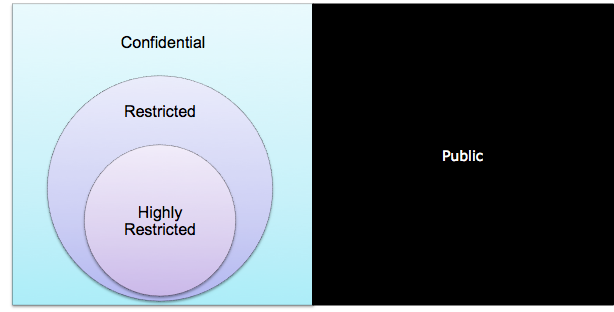 Confidential
Restricted
Public
Highly
Restricted